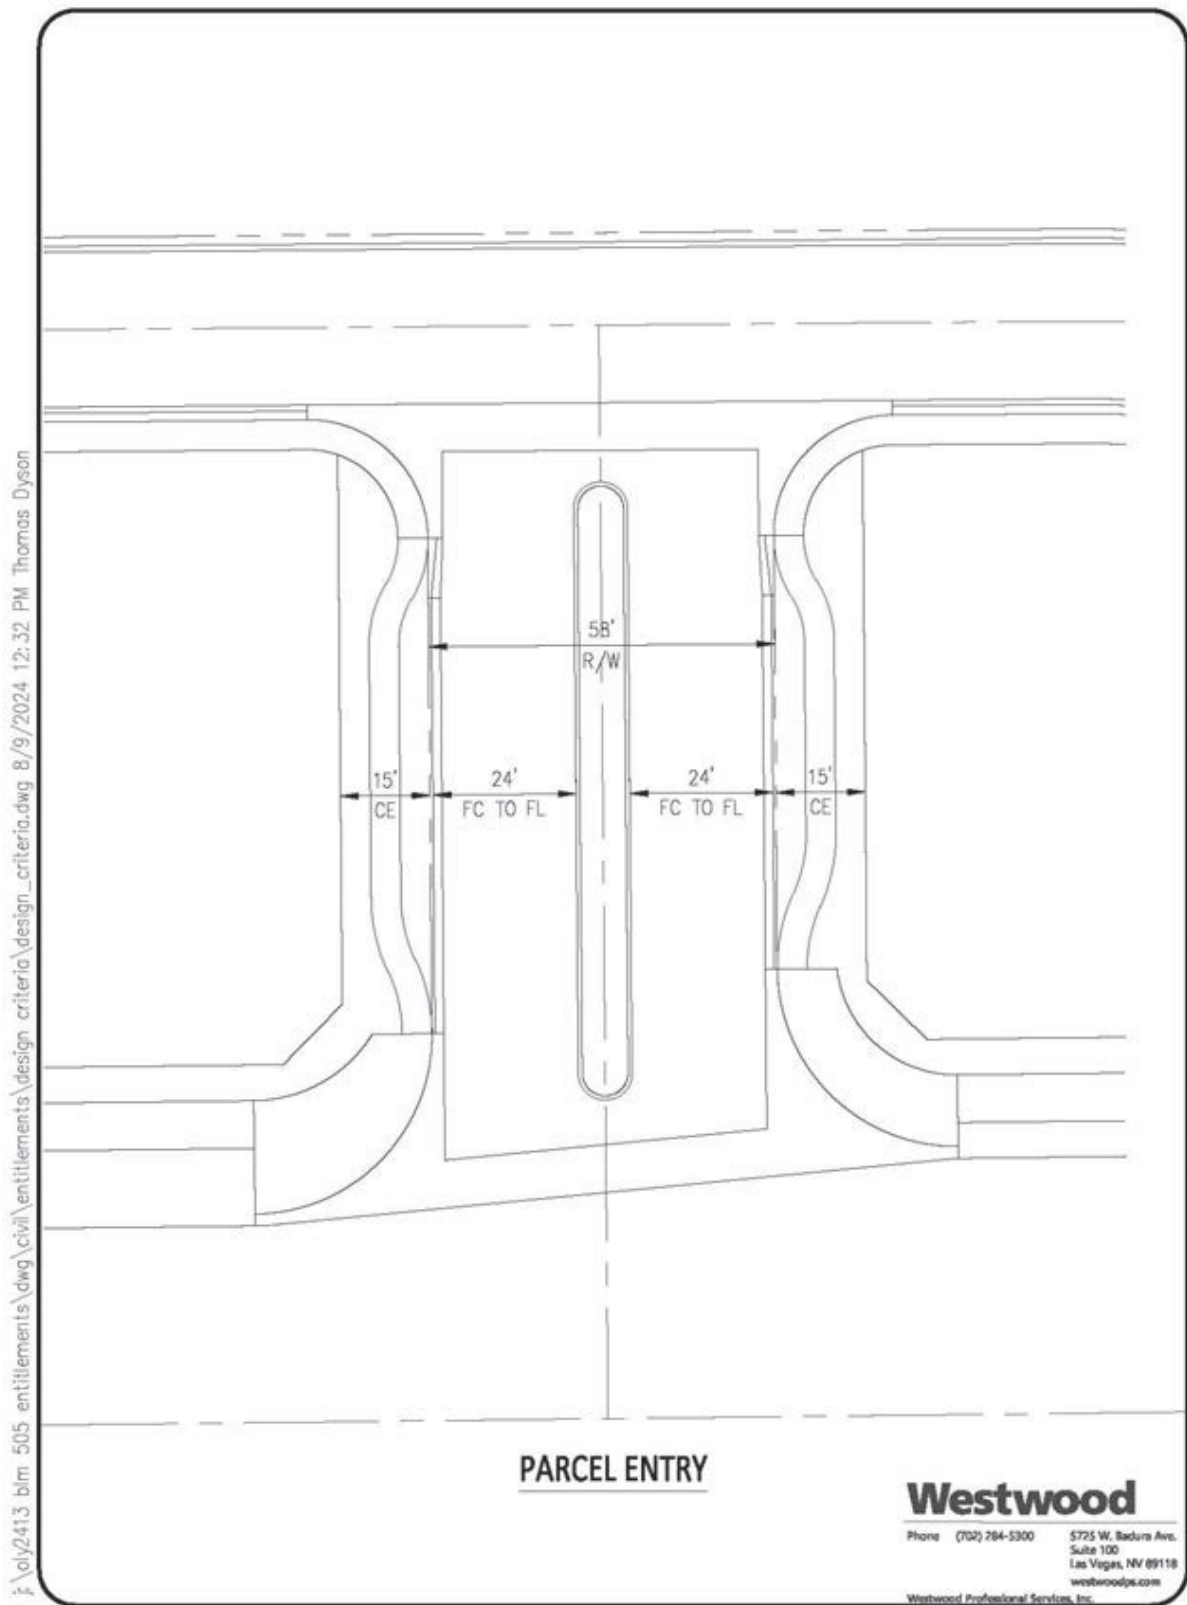 j:\oly2413 blm 505 entitlements\dwg\civil\entitlements\design criteria\design_criteria.dwg 8/9/2024 12:32 PM Thomas Dyson
58'
R/W
15'
CE
24'
FC TO FL
24'
FC TO FL
15'
CE
PARCEL ENTRY
Westwood
Phone (702) 284-5300
5725 W. Badura Ave.
Suite 100
Las Vegas, NV 89118
westwoodps.com
Westwood Professional Services, Inc.